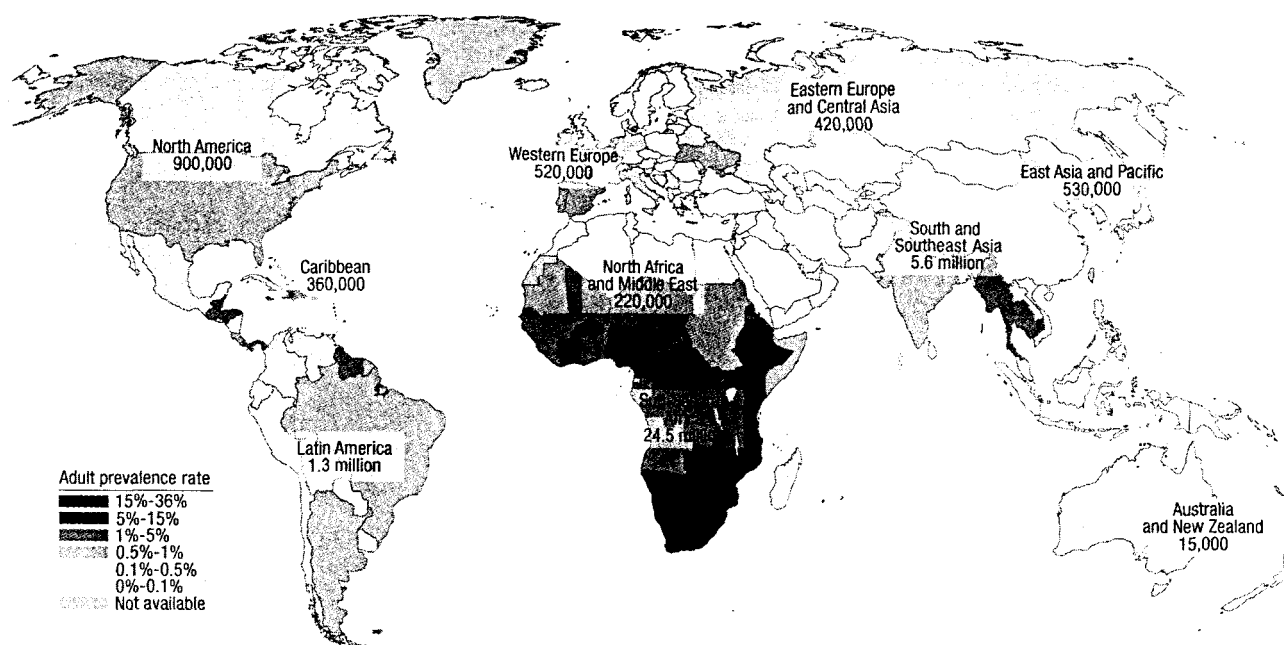 North America
900,000
Caribbean
360,000
Latin America
1.3 million
Western Europe
520,000
North Africa
and Middle East
220,000
24.5
Eastern Europe
and Central Asia
420,000
East Asia and Pacific
530,000
South and
Southeast Asia
5.6 million
Australia
and New Zealand
15,000
Adult prevalence rate
15%-36%
5%-15%
1%-5%
0.5%-1%
0.1%-0.5%
0%-0.1%
Not available